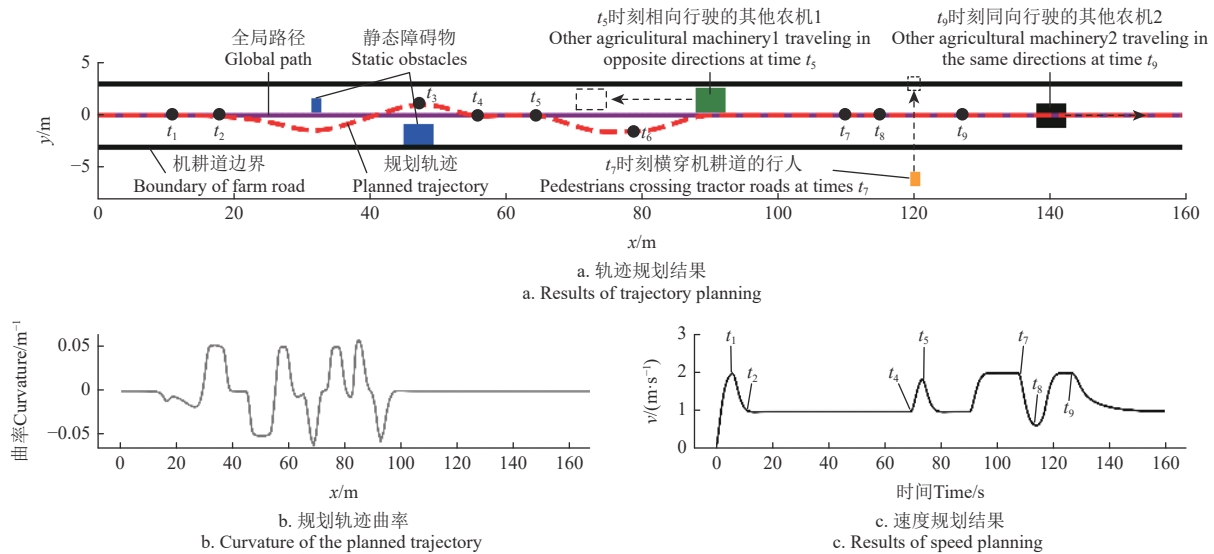 t5时刻相向行驶的其他农机1
t9时刻同向行驶的其他农机2
全局路径
静态障碍物
Other agriculitural machinery1 traveling in
Other agricultural machinery2 traveling in
Global path
Static obstacles
opposite directions at time t5
the same directions at time t9
5
0
−5
y/m
t1
t2
t3
t4
t5
t6
t7
t8
t9
机耕道边界
规划轨迹
t7时刻横穿机耕道的行人
Boundary of farm road
Planned trajectory
Pedestrians crossing tractor roads at times t7
0 20 40 60 80 100 120 140 160
x/m
a. 轨迹规划结果
a. Results of trajectory planning
曲率Curvature/m−1
0.05
0
−0.05
0 20 40 60 80 100 120 140 160
x/m
b. 规划轨迹曲率
b. Curvature of the planned trajectory
v/(m·s−1)
3
2
1
0
t1
t2
t4
t5
t7
t8
t9
0 20 40 60 80 100 120 140 160
时间Time/s
c. 速度规划结果
c. Results of speed planning